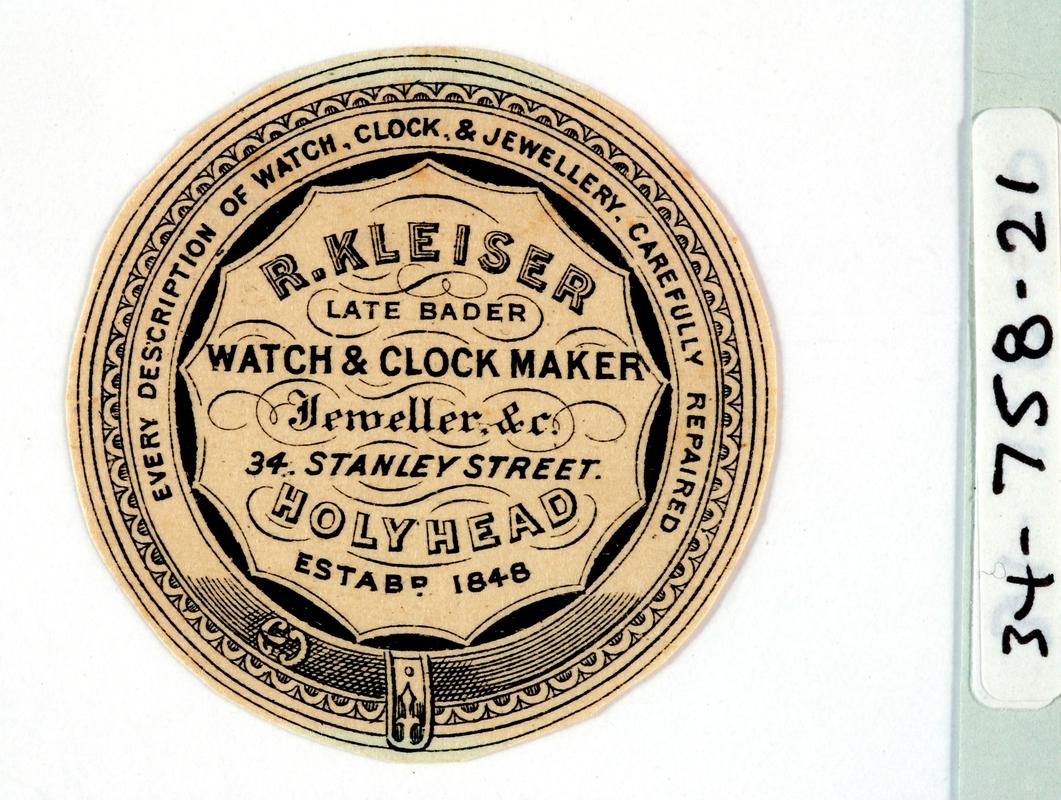 EVERY DESCRIPTION OF WATCH, CLOCK, & JEWELLERY. CAREFULLY REPAIRED
R. KLEISER
LATE BADER
WATCH & CLOCK MAKER
Jeweller, &c.
34. STANLEY STREET.
HOLYHEAD
ESTABD. 1848
34-758-21